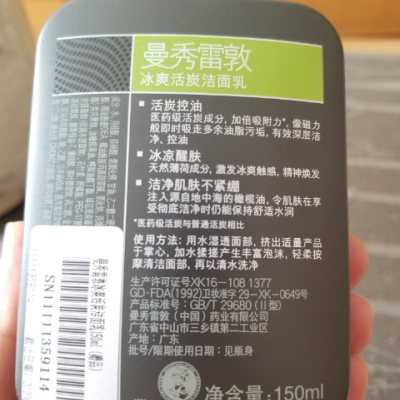 曼秀雷敦
冰爽活炭洁面乳
活炭控油
医药级活炭成分，加倍吸附力*，像磁力
般即时吸走多余油脂污垢，有效深层洁
净、控油
冰凉醒肤
天然薄荷成分，激发冰爽触感，精神焕发
洁净肌肤不紧绷
注入源自地中海的橄榄油，令肌肤在享
受彻底洁净时仍能保持舒适水润
*医药级活炭与普通活炭相比
使用方法：用水湿透面部，挤出适量产品
于掌心，加水揉搓产生丰富泡沫，轻柔按
摩清洁面部，再以清水洗净
生产许可证号XK16-108 1377
GD·FDA(1992)卫妆准字 29-XK-0649号
产品标准号：GB/T 29680(Ⅱ型)
曼秀雷敦（中国）药业有限公司
广东省中山市三乡镇第二工业区
产地：广东
批号/限期使用日期：见瓶身
净含量：150ml
SN11111359114